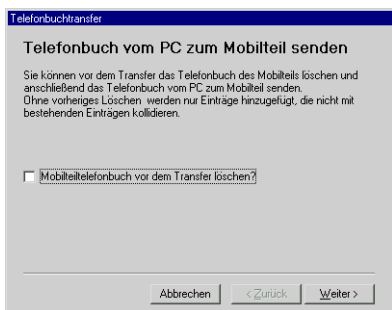 Telefonbuchtransfer
Telefonbuch vom PC zum Mobilteil senden
Sie können vor dem Transfer das Telefonbuch des Mobilteils löschen und
anschließend das Telefonbuch vom PC zum Mobilteil senden.
Ohne vorheriges Löschen werden nur Einträge hinzugefügt, die nicht mit
bestehenden Einträgen kollidieren.
Mobilteiltelefonbuch vor dem Transfer löschen?
Abbrechen < Zurück Weiter >